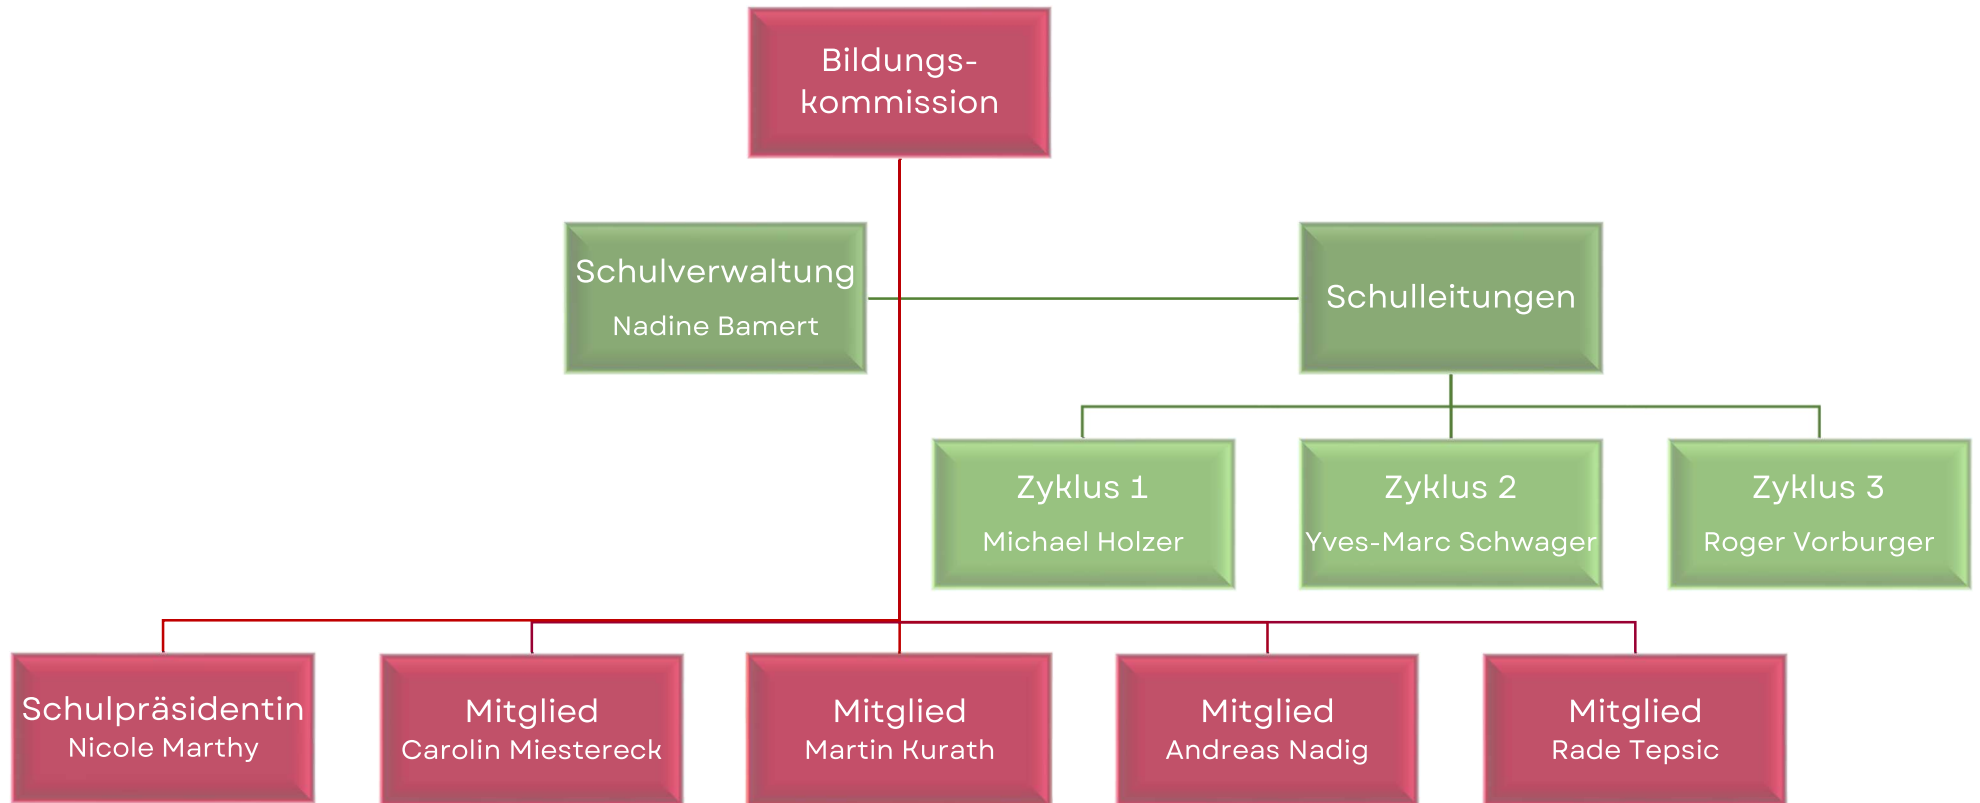 Bildungs-
kommission
Schulverwaltung
Nadine Bamert
Schulleitungen
Zyklus 1
Michael Holzer
Zyklus 2
Yves-Marc Schwager
Zyklus 3
Roger Vorburger
Schulpräsidentin
Nicole Marthy
Mitglied
Carolin Miestereck
Mitglied
Martin Kurath
Mitglied
Andreas Nadig
Mitglied
Rade Tepsic